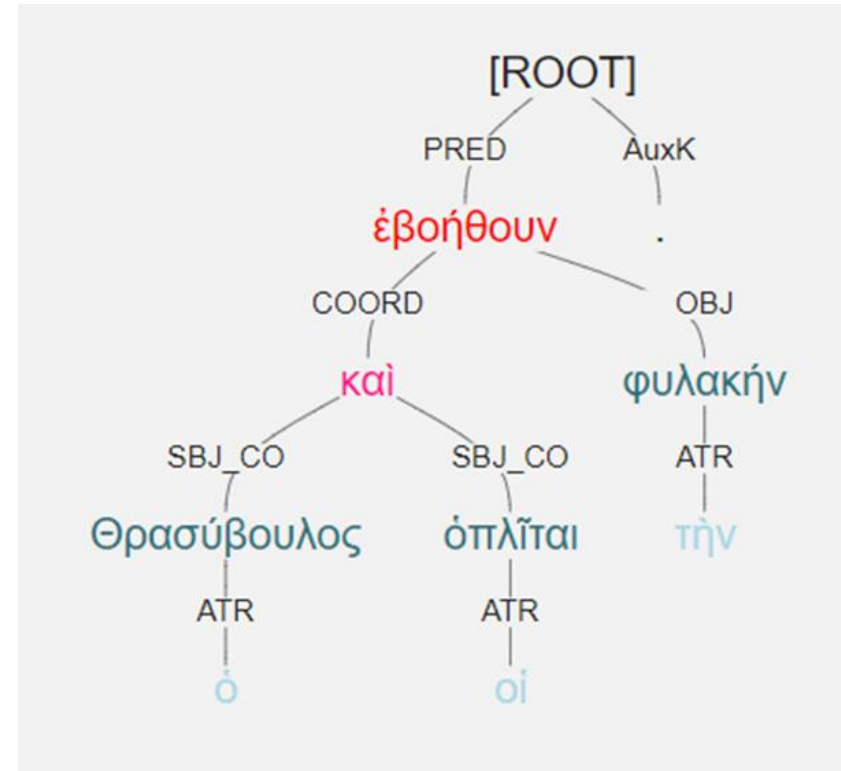 [ROOT]
PRED AuxK
ἐβοήθουν .
COORD OBJ
καὶ φυλακήν
SBJ_CO SBJ_CO ATR
Θρασύβουλος ὁπλῖται τὴν
ATR ATR
ὁ οἱ